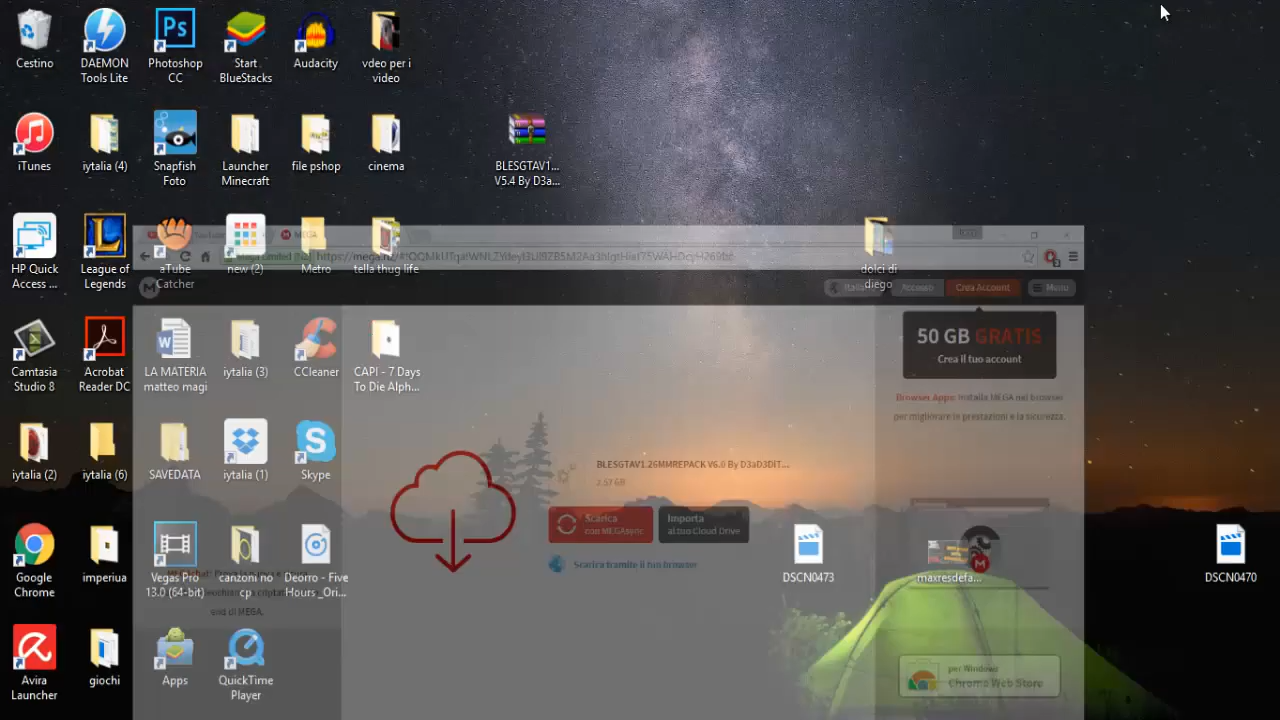 Cestino
DAEMON
Tools Lite
Ps
Photoshop
CC
Start
BlueStacks
Audacity
vdeo per i
video
iTunes
iytalia (4)
Snapfish
Foto
Launcher
Minecraft
file pshop
cinema
BLESGTAV1...
V5.4 By D3a...
MEGA
HP Quick
Access ...
League of
Legends
aTube
Catcher
new (2)
Metro
tella thug life
dolci di
diego
Accesso
Crea Account
Menu
50 GB GRATIS
Crea il tuo account
Browser Apps: Installa MEGA nel browser
per migliorare le prestazioni e la sicurezza.
Camtasia
Studio 8
Acrobat
Reader DC
LA MATERIA
matteo magi
iytalia (3)
CCleaner
CAPI - 7 Days
To Die Alph...
iytalia (2)
iytalia (6)
SAVEDATA
iytalia (1)
Skype
BLESGTAV1.26MMREPACK V6.0 By D3aD3DIT...
2.57 GB
Scarica
con MEGAsync
Importa
al tuo Cloud Drive
Scarica tramite il tuo browser
Google
Chrome
imperiua
Vegas Pro
13.0 (64-bit)
canzoni no
cp
Deorro - Five
Hours _Ori...
DSCN0473
maxresdefa...
DSCN0470
end di MEGA.
Avira
Launcher
giochi
Apps
QuickTime
Player
per Windows
Chrome Web Store